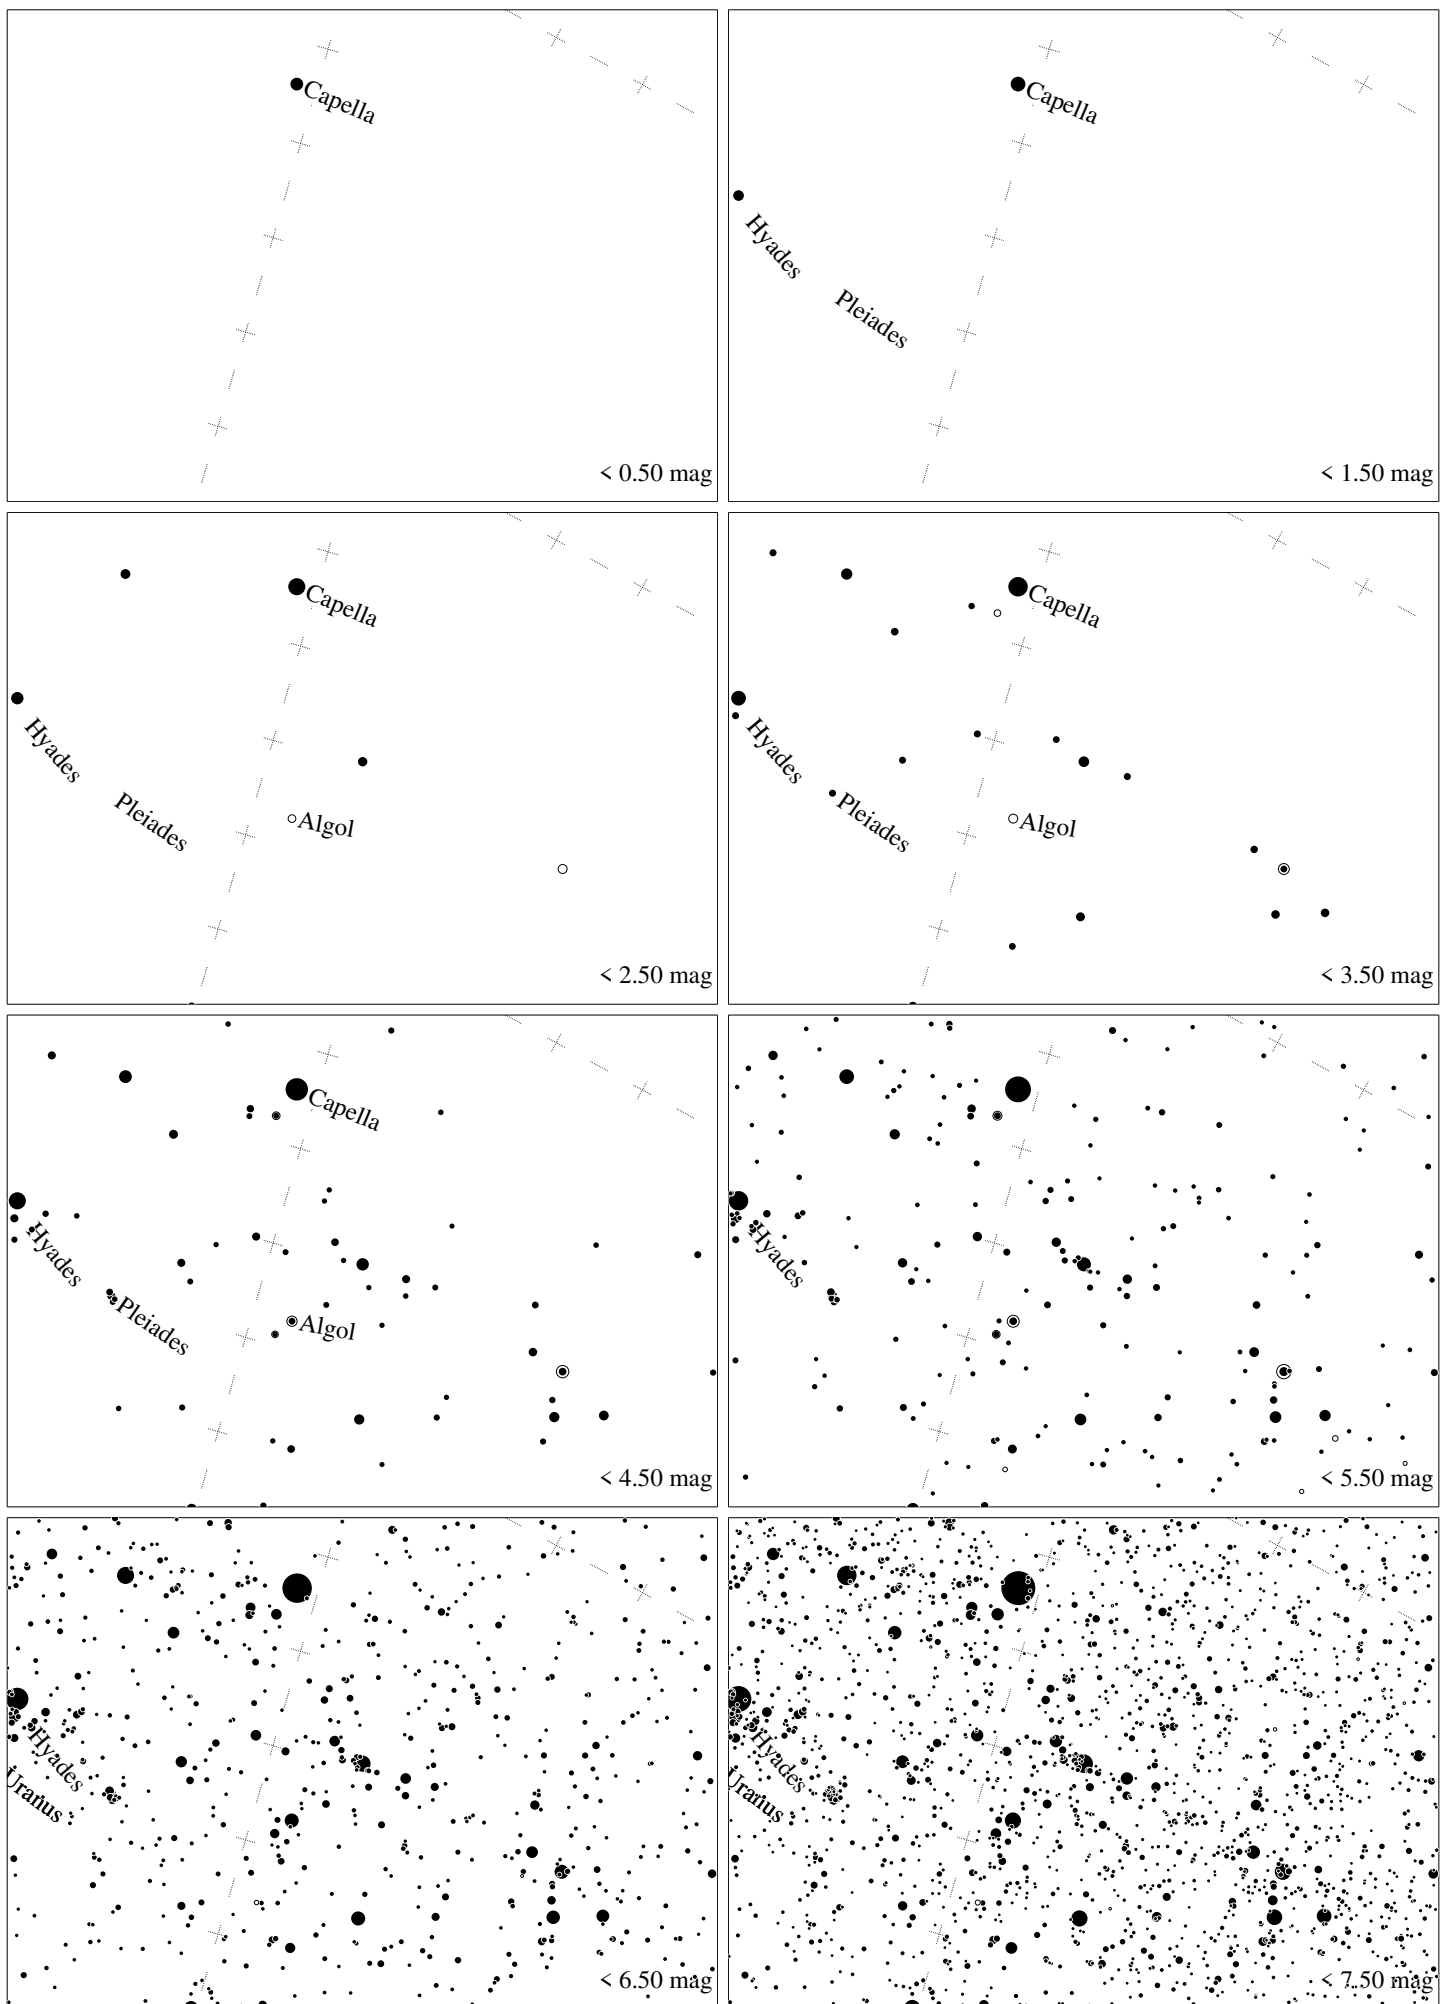 Capella
< 0.50 mag
Capella
Hyades
Pleiades
< 1.50 mag
Capella
Hyades
Pleiades
Algol
< 2.50 mag
Capella
Hyades
Pleiades
Algol
< 3.50 mag
Capella
Hyades
Pleiades
Algol
< 4.50 mag
Hyades
< 5.50 mag
Hyades
Uranus
< 6.50 mag
Hyades
Uranus
< 7.50 mag